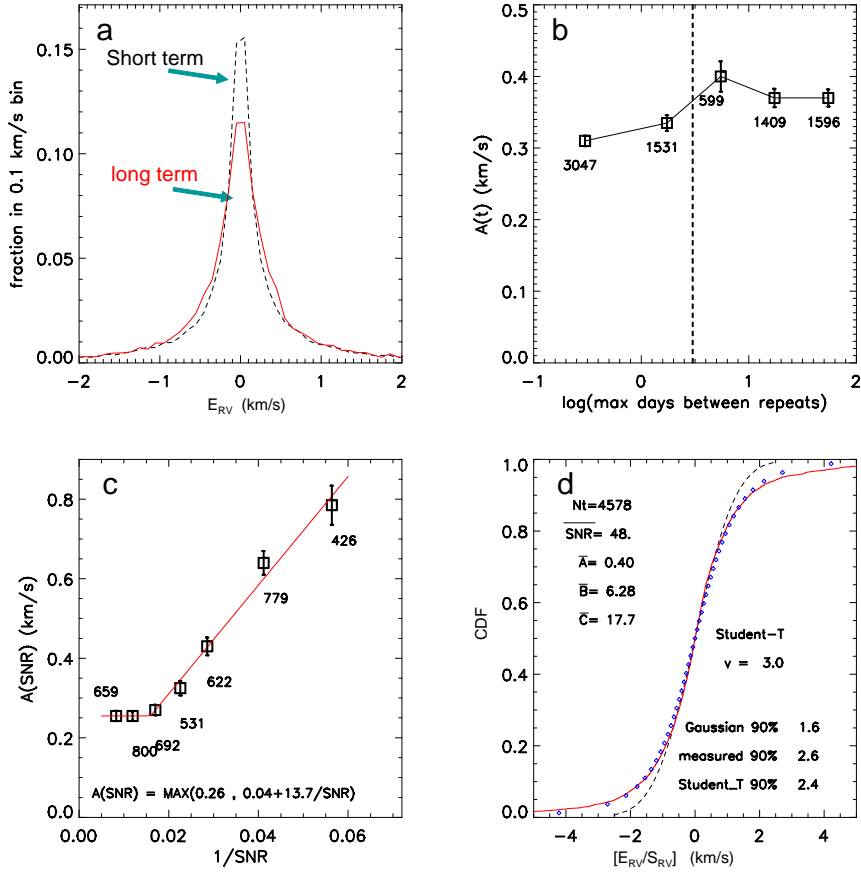 a
Short term
long term
fraction in 0.1 km/s bin
0.15
0.10
0.05
0.00
−2
−1
0
1
2
E_RV (km/s)
b
A(t) (km/s)
0.5
0.4
0.3
0.2
0.1
0.0
3047
1531
599
1409
1596
−1
0
1
2
log(max days between repeats)
c
A(SNR) (km/s)
0.8
0.6
0.4
0.2
0.0
659
800
692
531
622
779
426
A(SNR) = MAX(0.26 , 0.04+13.7/SNR)
0.00
0.02
0.04
0.06
1/SNR
d
CDF
1.0
0.8
0.6
0.4
0.2
0.0
Nt=4578
SNR = 48.
A = 0.40
B = 6.28
C = 17.7
Student−T
ν = 3.0
Gaussian 90% 1.6
measured 90% 2.6
Student_T 90% 2.4
−4
−2
0
2
4
[E_RV/S_RV] (km/s)